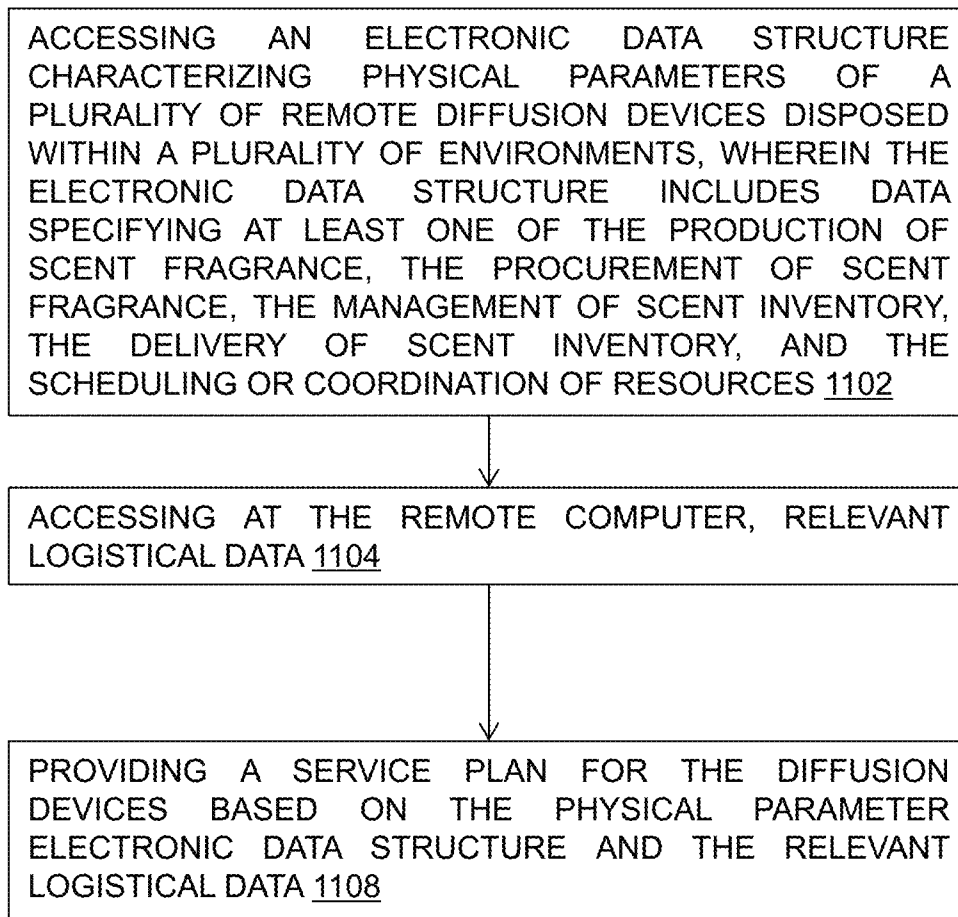 ACCESSING AN ELECTRONIC DATA STRUCTURE
CHARACTERIZING PHYSICAL PARAMETERS OF A
PLURALITY OF REMOTE DIFFUSION DEVICES DISPOSED
WITHIN A PLURALITY OF ENVIRONMENTS, WHEREIN THE
ELECTRONIC DATA STRUCTURE INCLUDES DATA
SPECIFYING AT LEAST ONE OF THE PRODUCTION OF
SCENT FRAGRANCE, THE PROCUREMENT OF SCENT
FRAGRANCE, THE MANAGEMENT OF SCENT INVENTORY,
THE DELIVERY OF SCENT INVENTORY, AND THE
SCHEDULING OR COORDINATION OF RESOURCES 1102
ACCESSING AT THE REMOTE COMPUTER, RELEVANT
LOGISTICAL DATA 1104
PROVIDING A SERVICE PLAN FOR THE DIFFUSION
DEVICES BASED ON THE PHYSICAL PARAMETER
ELECTRONIC DATA STRUCTURE AND THE RELEVANT
LOGISTICAL DATA 1108